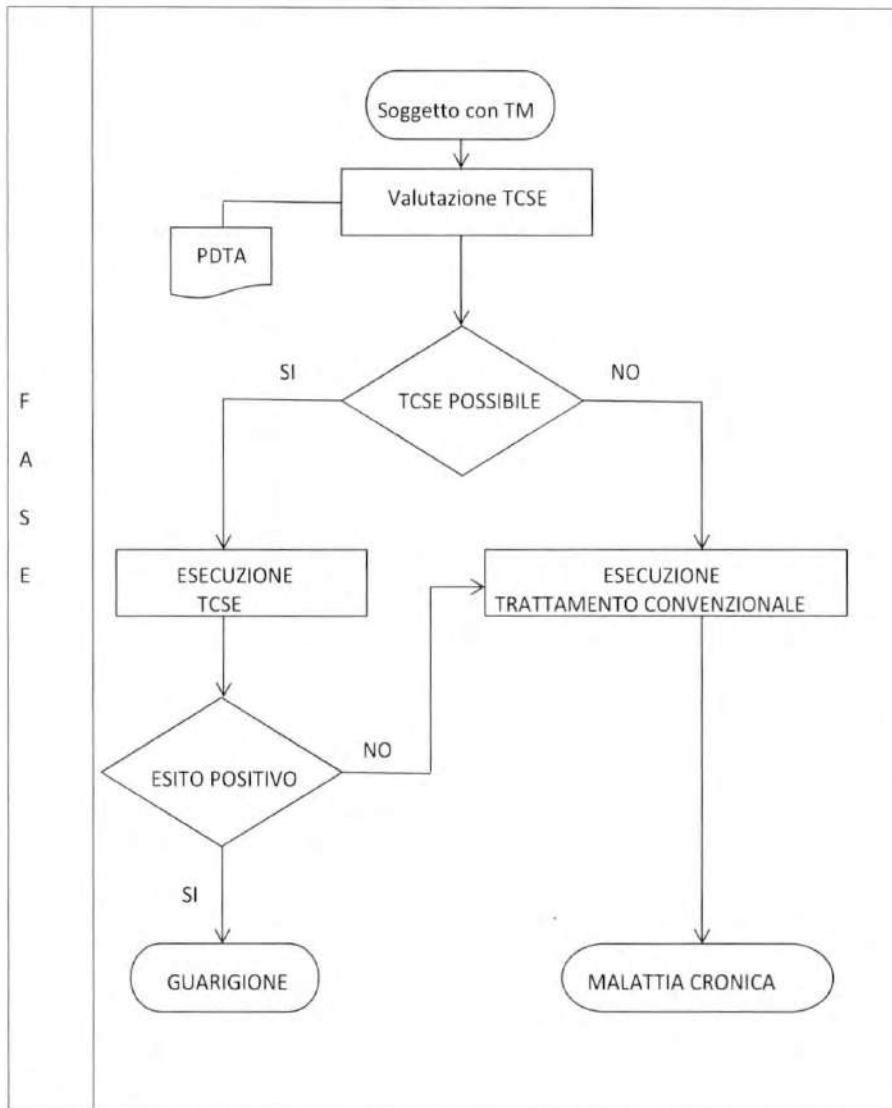 Soggetto con TM
Valutazione TCSE
PDTA
SI
NO
TCSE POSSIBILE
F
A
S
E
ESECUZIONE
TCSE
ESECUZIONE
TRATTAMENTO CONVENZIONALE
NO
ESITO POSITIVO
SI
GUARIGIONE
MALATTIA CRONICA